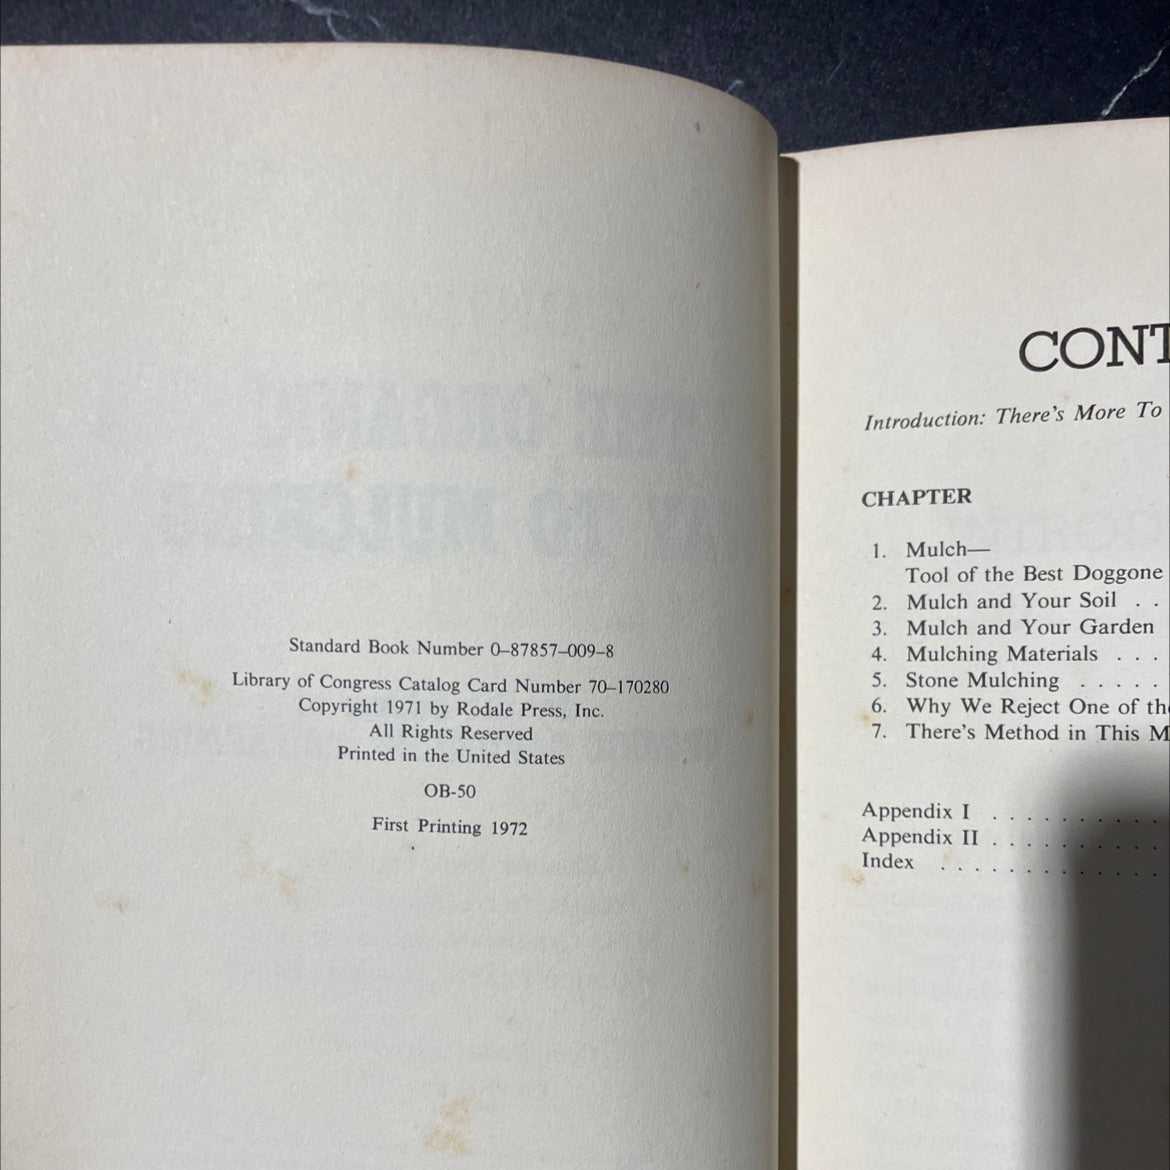 Standard Book Number 0–87857–009–8
Library of Congress Catalog Card Number 70–170280
Copyright 1971 by Rodale Press, Inc.
All Rights Reserved
Printed in the United States
OB-50
First Printing 1972
CONT
Introduction: There's More To
CHAPTER
1. Mulch—
Tool of the Best Doggone
2. Mulch and Your Soil . .
3. Mulch and Your Garden
4. Mulching Materials . . .
5. Stone Mulching . . . . .
6. Why We Reject One of the
7. There's Method in This M
Appendix I . . . . . . . . . .
Appendix II . . . . . . . . . .
Index . . . . . . . . . . . . .